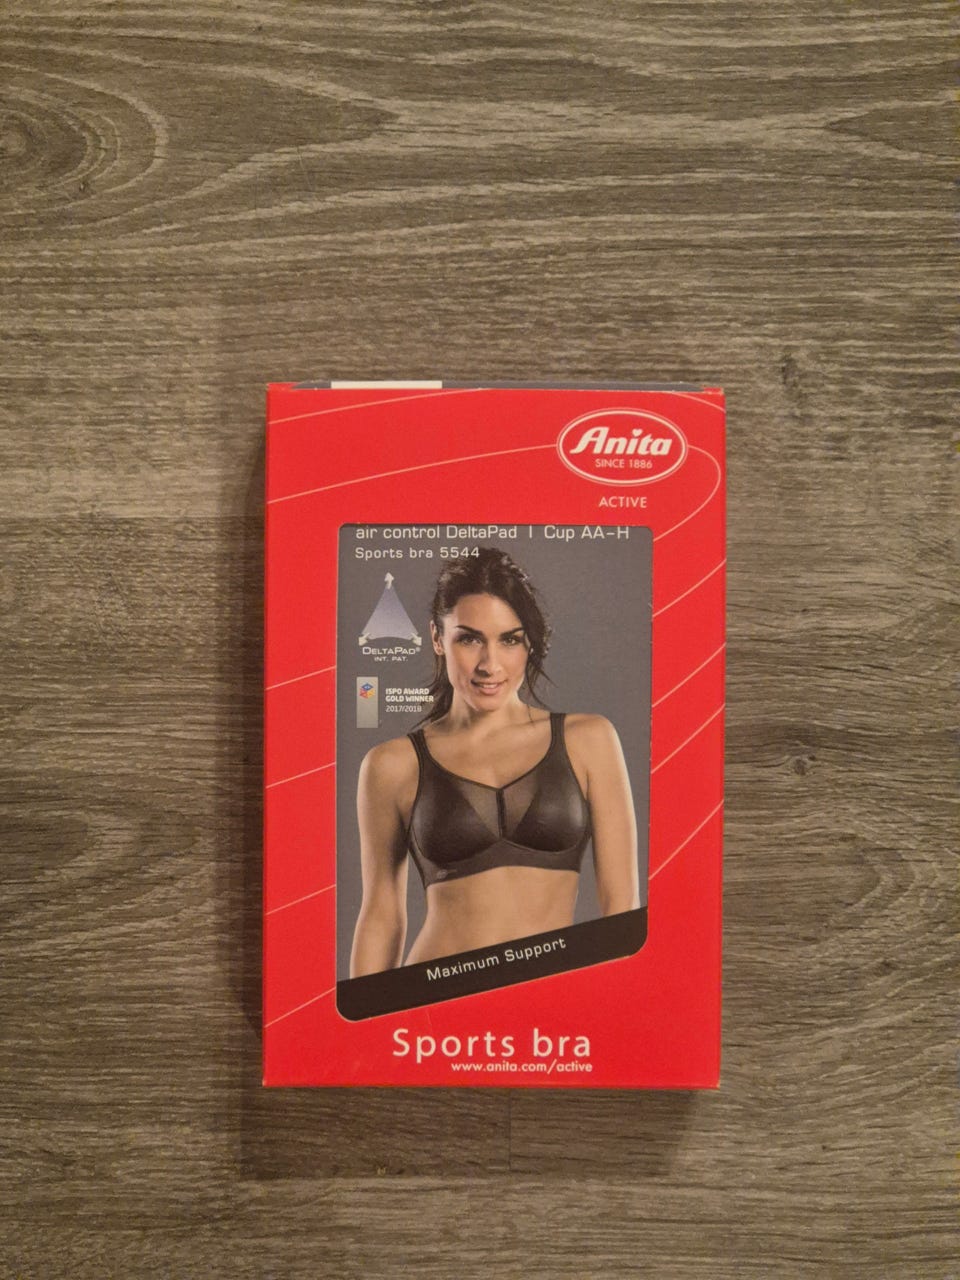 Anita
SINCE 1886
ACTIVE
air control DeltaPad | Cup AA-H
Sports bra 5544
DELTAPAD®
INT. PAT.
ISPO AWARD
GOLD WINNER
2017/2018
Maximum Support
Sports bra
www.anita.com/active